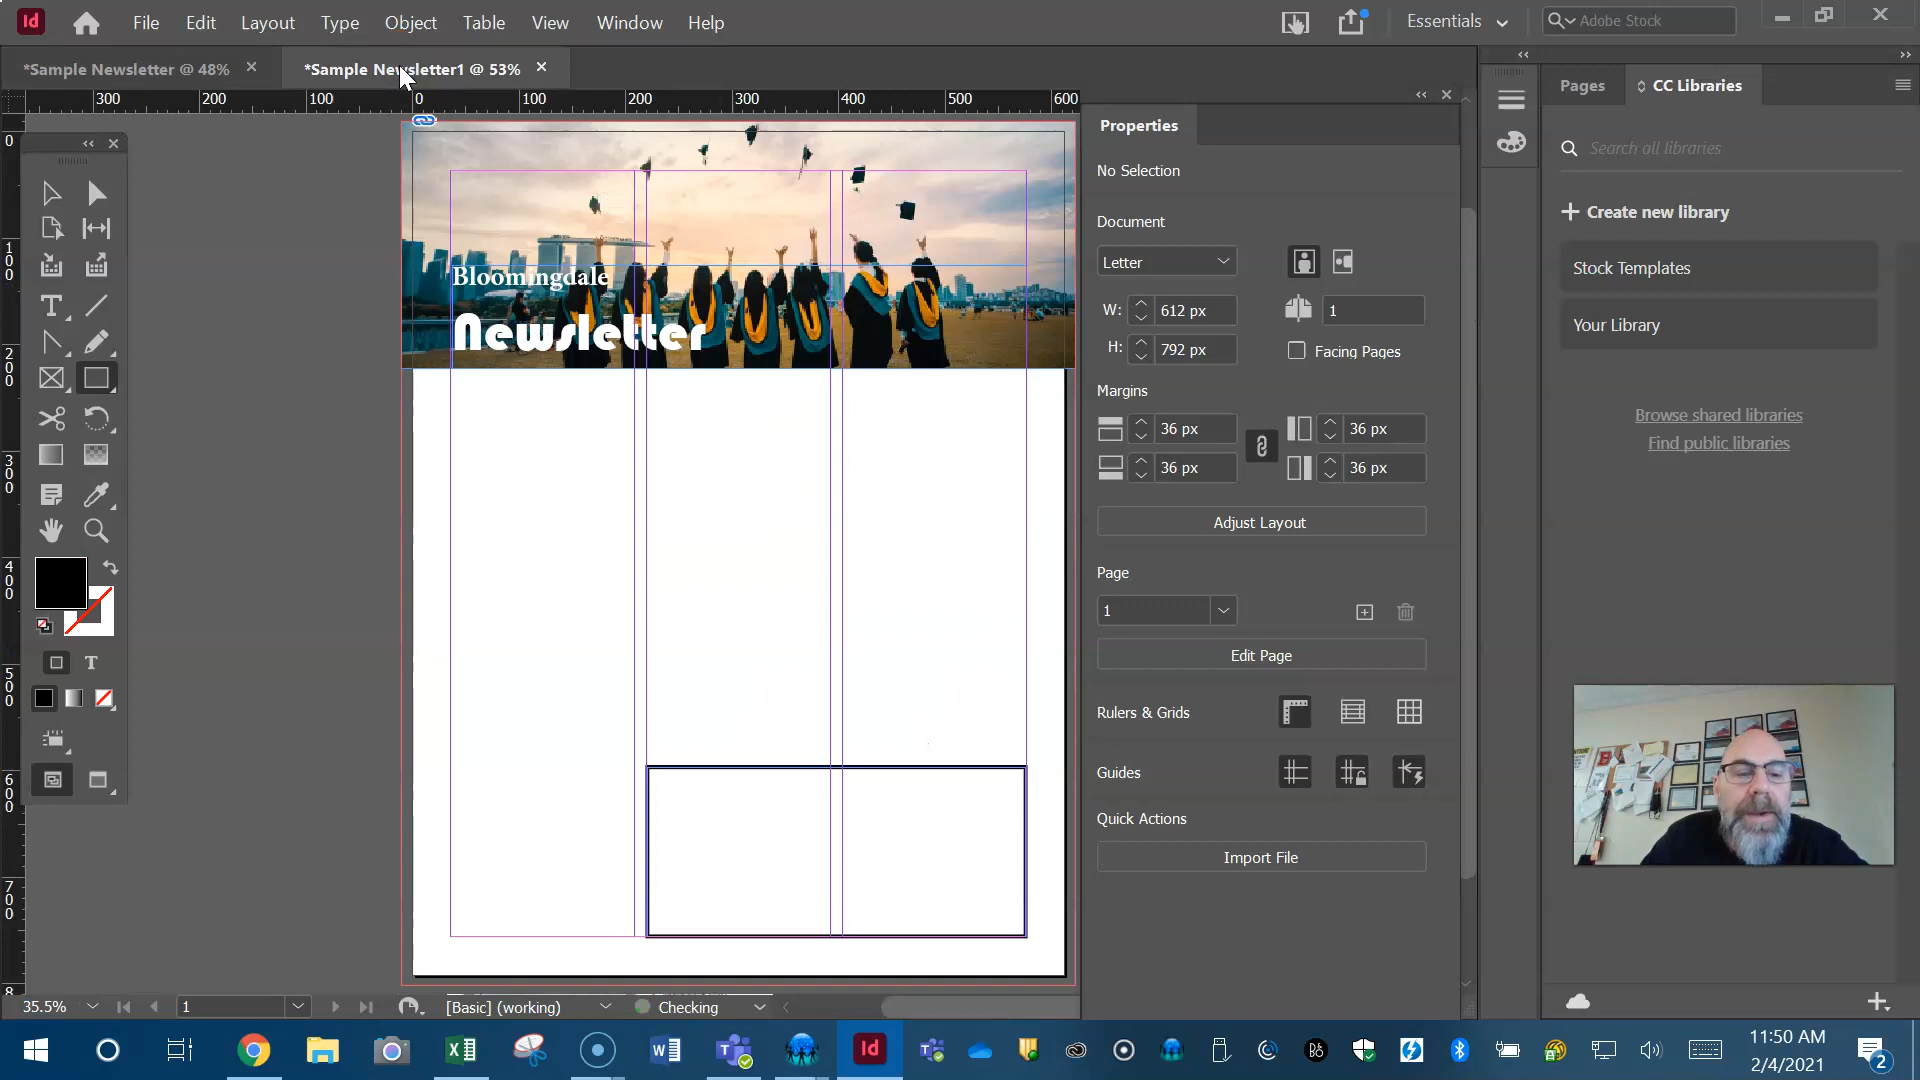 Id
File Edit Layout Type Object Table View Window Help
Essentials
Adobe Stock
*Sample Newsletter @ 48%
*Sample Newsletter1 @ 53%
300 200 100 0 100 200 300 400 500 600
0
100
200
300
400
500
600
700
8
Bloomingdale
Newsletter
Properties
No Selection
Document
Letter
W: 612 px
1
H: 792 px
Facing Pages
Margins
36 px 36 px
36 px 36 px
Adjust Layout
Page
1
Edit Page
Rulers & Grids
Guides
Quick Actions
Import File
Pages
CC Libraries
Search all libraries
Create new library
Stock Templates
Your Library
Browse shared libraries
Find public libraries
T
T
35.5%
1
[Basic] (working)
Checking
Id
11:50 AM
2/4/2021
2